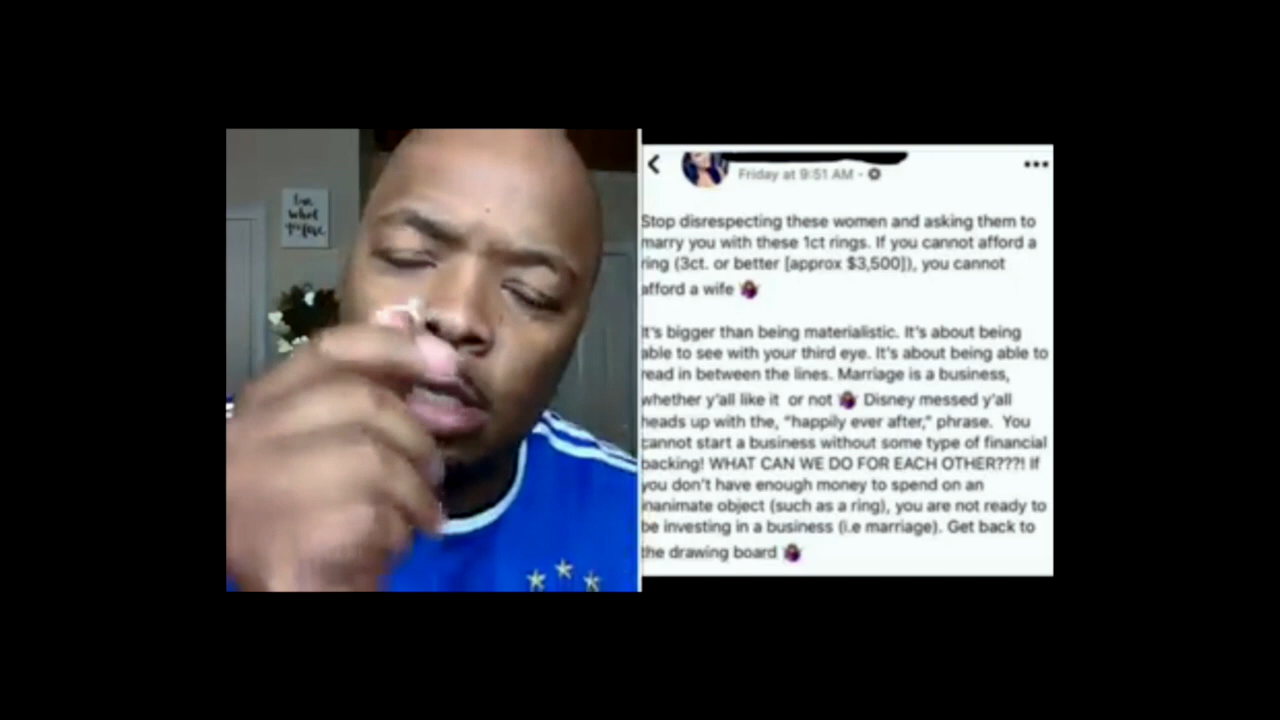 what
Friday at 9:51 AM -
Stop disrespecting these women and asking them to
marry you with these 1ct rings. If you cannot afford a
ring (3ct. or better [approx $3,500]), you cannot
afford a wife
It's bigger than being materialistic. It's about being
able to see with your third eye. It's about being able to
read in between the lines. Marriage is a business,
whether y'all like it or not Disney messed y'all
heads up with the, “happily ever after,” phrase. You
cannot start a business without some type of financial
backing! WHAT CAN WE DO FOR EACH OTHER???! If
you don't have enough money to spend on an
inanimate object (such as a ring), you are not ready to
be investing in a business (i.e marriage). Get back to
the drawing board